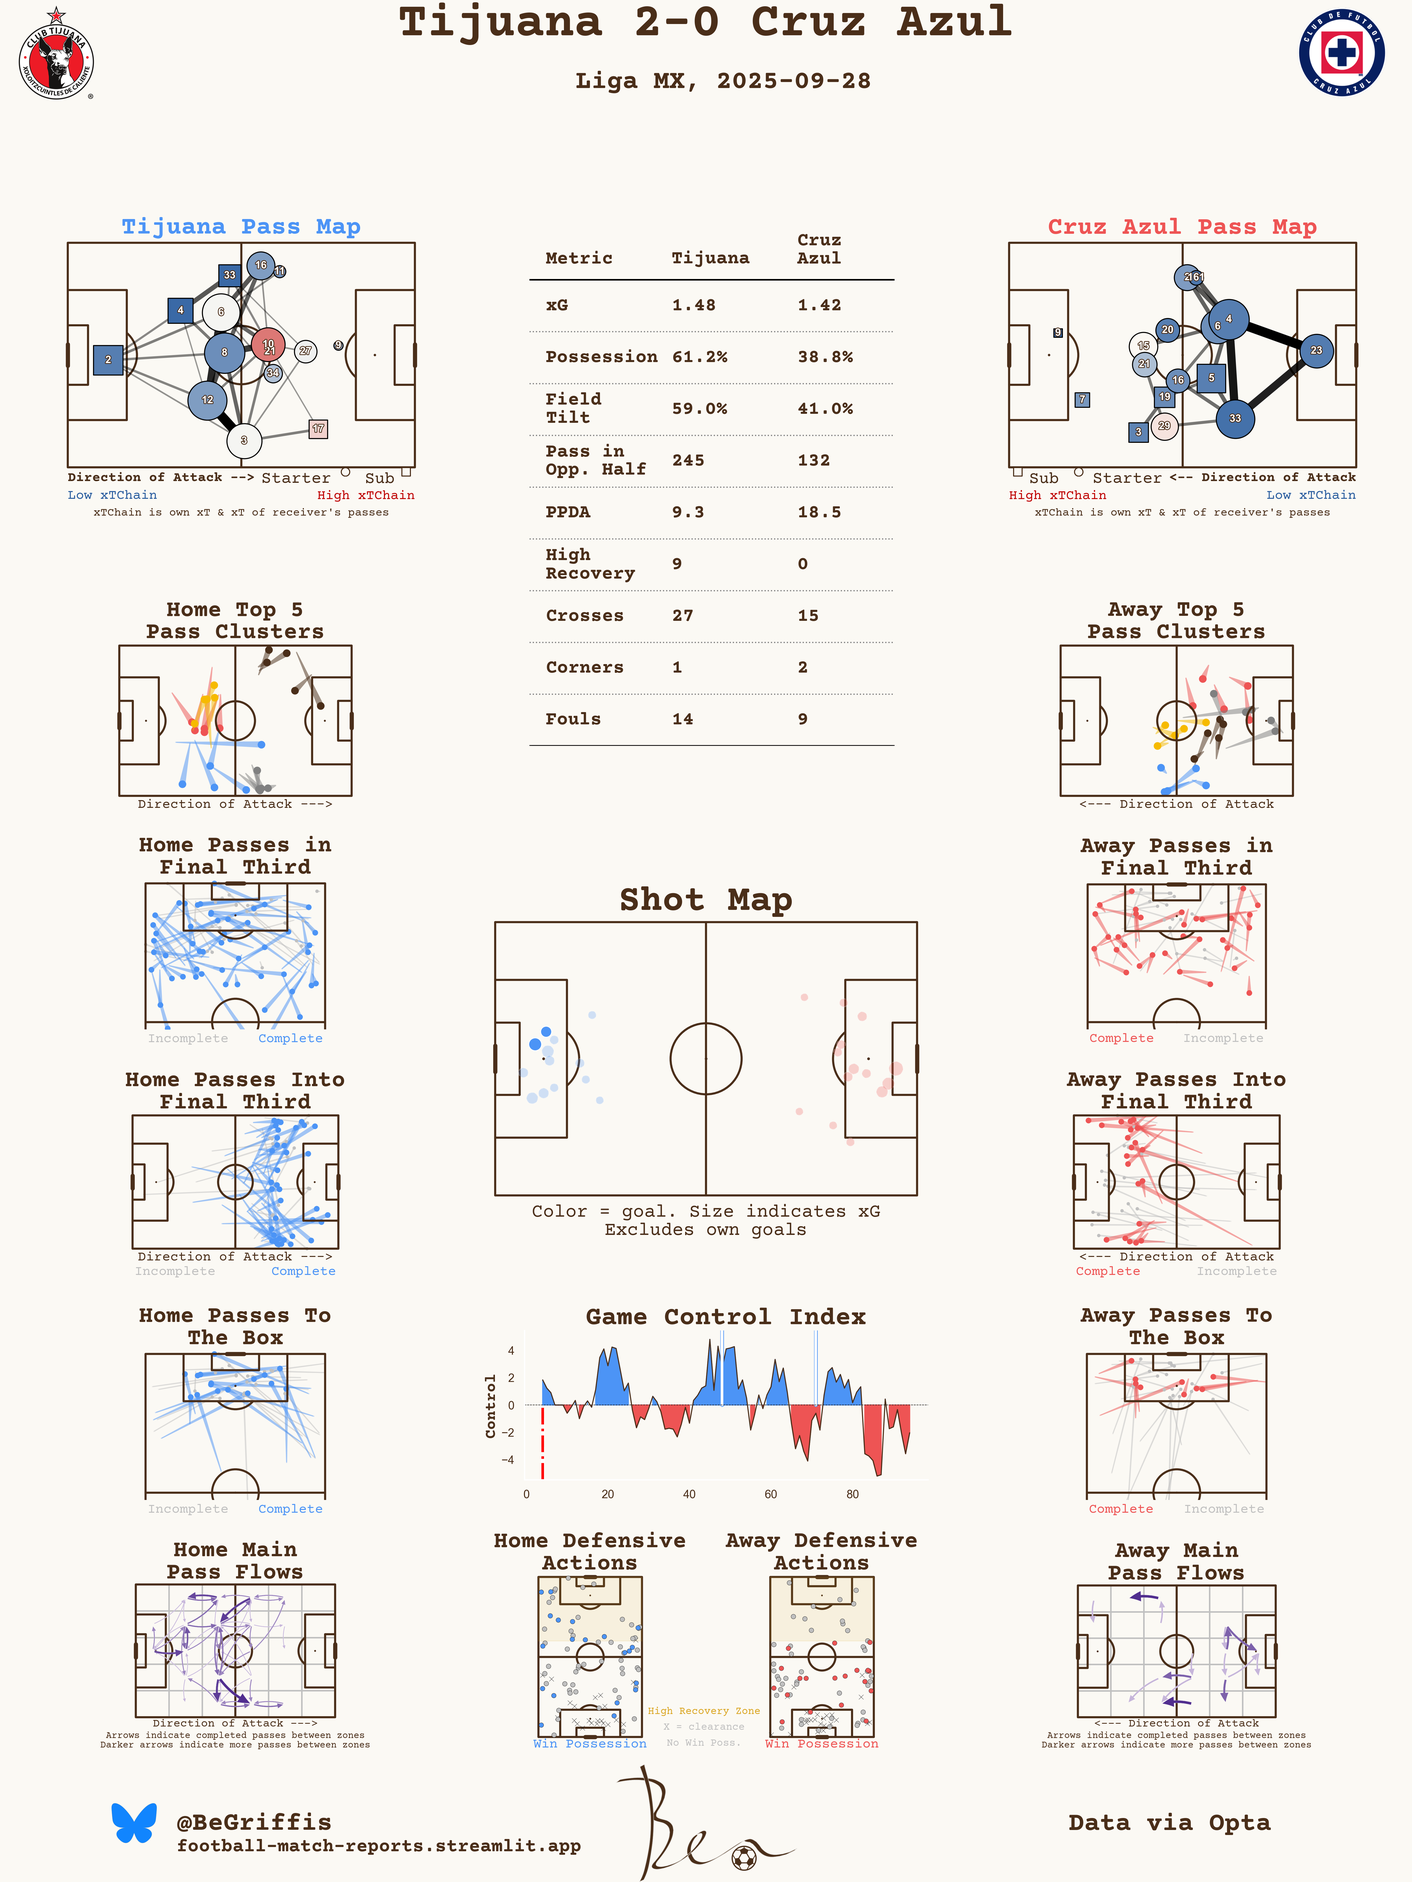 Tijuana 2-0 Cruz Azul
Liga MX, 2025-09-28
CLUB TIJUANA
XOLOITZCUINTLES DE CALIENTE
®
CLUB DE FUTBOL
CRUZ AZUL
Tijuana Pass Map
33
16
11
4
6
2
8
10
21
27
9
34
12
17
3
Direction of Attack --> Starter Sub
Low xTChain High xTChain
xTChain is own xT & xT of receiver's passes
Metric Tijuana Cruz Azul
xG 1.48 1.42
Possession 61.2% 38.8%
Field Tilt 59.0% 41.0%
Pass in Opp. Half 245 132
PPDA 9.3 18.5
High Recovery 9 0
Crosses 27 15
Corners 1 2
Fouls 14 9
Cruz Azul Pass Map
9
20
6
4
15
21
23
16
5
7
19
3
29
33
Sub Starter <-- Direction of Attack
High xTChain Low xTChain
xTChain is own xT & xT of receiver's passes
Home Top 5
Pass Clusters
Direction of Attack --->
Away Top 5
Pass Clusters
<--- Direction of Attack
Home Passes in
Final Third
Incomplete Complete
Away Passes in
Final Third
Complete Incomplete
Shot Map
Color = goal. Size indicates xG
Excludes own goals
Home Passes Into
Final Third
Direction of Attack --->
Incomplete Complete
Away Passes Into
Final Third
<--- Direction of Attack
Complete Incomplete
Home Passes To
The Box
Incomplete Complete
Game Control Index
Control
4
2
0
−2
−4
0 20 40 60 80
Away Passes To
The Box
Complete Incomplete
Home Main
Pass Flows
Direction of Attack --->
Arrows indicate completed passes between zones
Darker arrows indicate more passes between zones
Home Defensive
Actions
Win Possession
Away Defensive
Actions
Win Possession
High Recovery Zone
X = clearance
No Win Poss.
Away Main
Pass Flows
<--- Direction of Attack
Arrows indicate completed passes between zones
Darker arrows indicate more passes between zones
@BeGriffis
football-match-reports.streamlit.app
Ben
Data via Opta